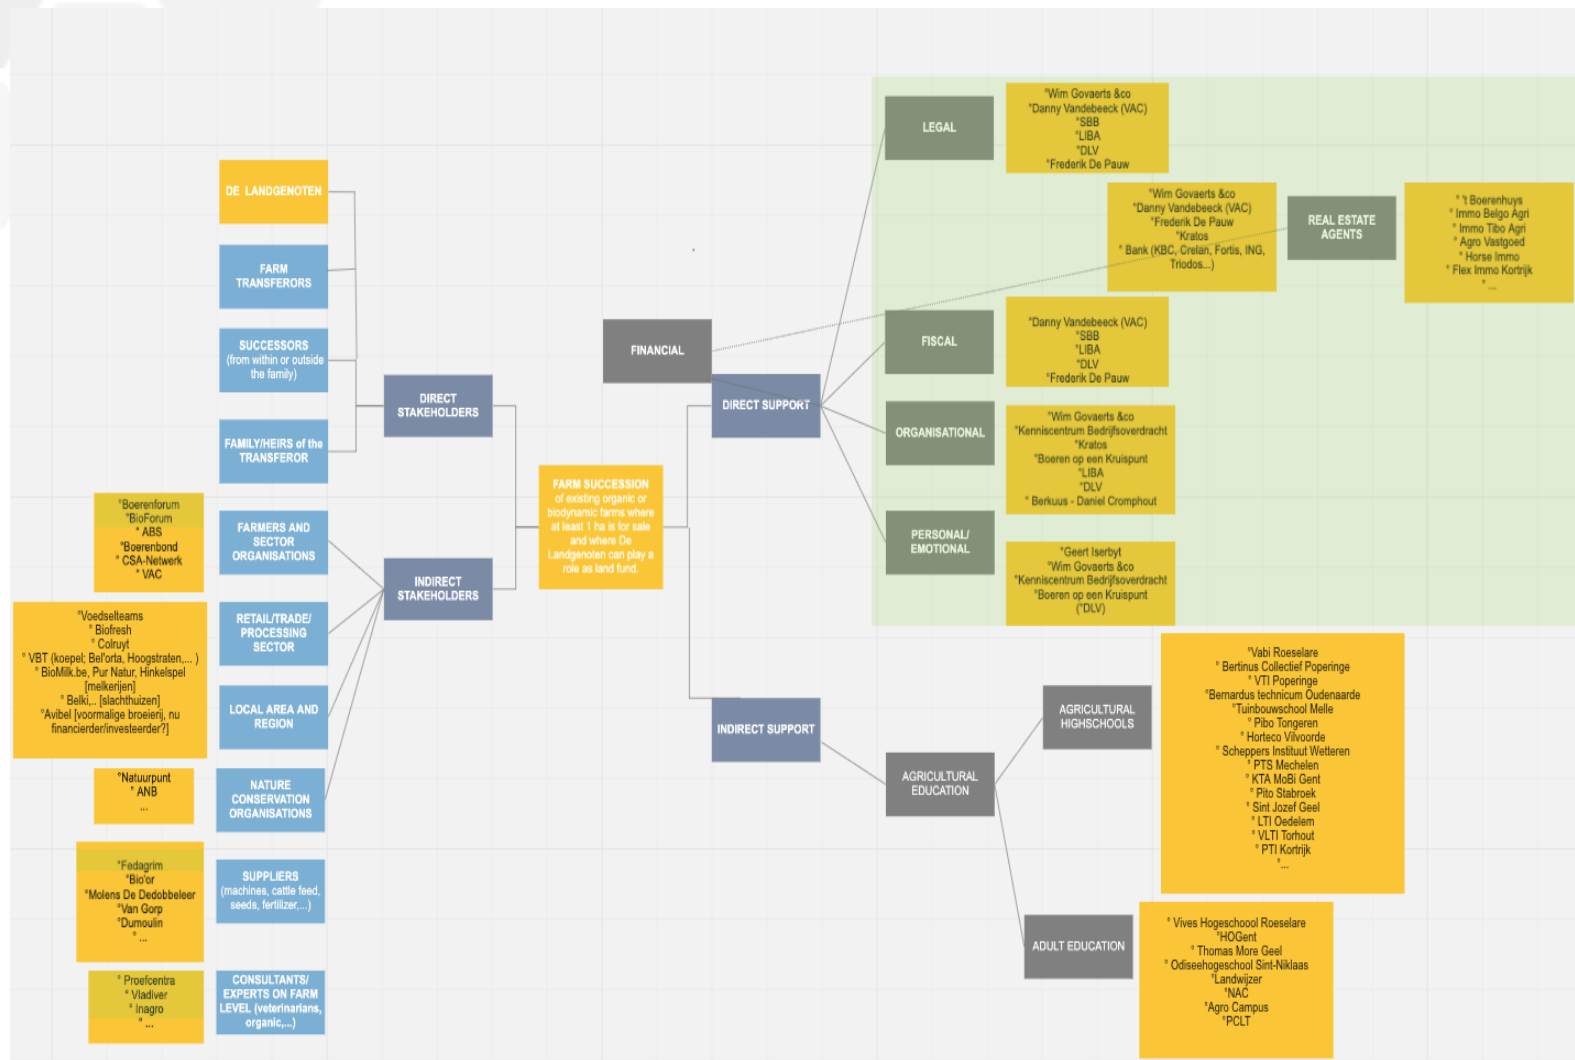 DE LANDGENOTEN
FARM
TRANSFERORS
SUCCESSORS
(from within or outside
the family)
FAMILY/HEIRS of the
TRANSFEROR
DIRECT
STAKEHOLDERS
°Boerenforum
°BioForum
° ABS
°Boerenbond
° CSA-Netwerk
° VAC
FARMERS AND
SECTOR
ORGANISATIONS
°Voedselteams
° Biofresh
° Colruyt
° VBT (koepel; Bel'orta, Hoogstraten,... )
° BioMilk.be, Pur Natur, Hinkelspel
[melkerijen]
° Belki,.. [slachthuizen]
°Avibel [voormalige broeierij, nu
financierder/investeerder?]
RETAIL/TRADE/
PROCESSING
SECTOR
LOCAL AREA AND
REGION
°Natuurpunt
° ANB
...
NATURE
CONSERVATION
ORGANISATIONS
°Fedagrim
°Bio'or
°Molens De Dedobbeleer
°Van Gorp
°Dumoulin
° ...
SUPPLIERS
(machines, cattle feed,
seeds, fertilizer,...)
° Proefcentra
° Vladiver
° Inagro
° ...
CONSULTANTS/
EXPERTS ON FARM
LEVEL (veterinarians,
organic,...)
INDIRECT
STAKEHOLDERS
FARM SUCCESSION
of existing organic or
biodynamic farms where
at least 1 ha is for sale
and where De
Landgenoten can play a
role as land fund.
FINANCIAL
DIRECT SUPPORT
INDIRECT SUPPORT
LEGAL
°Wim Govaerts &co
°Danny Vandebeeck (VAC)
°SBB
°LIBA
°DLV
°Frederik De Pauw
°Wim Govaerts &co
°Danny Vandebeeck (VAC)
°Frederik De Pauw
°Kratos
° Bank (KBC, Crelan, Fortis, ING,
Triodos...)
REAL ESTATE
AGENTS
° 't Boerenhuys
° Immo Belgo Agri
° Immo Tibo Agri
° Agro Vastgoed
° Horse Immo
° Flex Immo Kortrijk
° ...
FISCAL
°Danny Vandebeeck (VAC)
°SBB
°LIBA
°DLV
°Frederik De Pauw
ORGANISATIONAL
°Wim Govaerts &co
°Kenniscentrum Bedrijfsoverdracht
°Kratos
°Boeren op een Kruispunt
°LIBA
°DLV
° Berkuus - Daniel Cromphout
PERSONAL/
EMOTIONAL
°Geert Iserbyt
°Wim Govaerts &co
°Kenniscentrum Bedrijfsoverdracht
°Boeren op een Kruispunt
(°DLV)
AGRICULTURAL
EDUCATION
AGRICULTURAL
HIGHSCHOOLS
°Vabi Roeselare
° Bertinus Collectief Poperinge
° VTI Poperinge
°Bernardus technicum Oudenaarde
°Tuinbouwschool Melle
° Pibo Tongeren
° Horteco Vilvoorde
° Scheppers Instituut Wetteren
° PTS Mechelen
° KTA MoBi Gent
° Pito Stabroek
° Sint Jozef Geel
° LTI Oedelem
° VLTI Torhout
° PTI Kortrijk
°...
ADULT EDUCATION
° Vives Hogeschoool Roeselare
°HOGent
° Thomas More Geel
° Odiseehogeschool Sint-Niklaas
°Landwijzer
°NAC
°Agro Campus
°PCLT